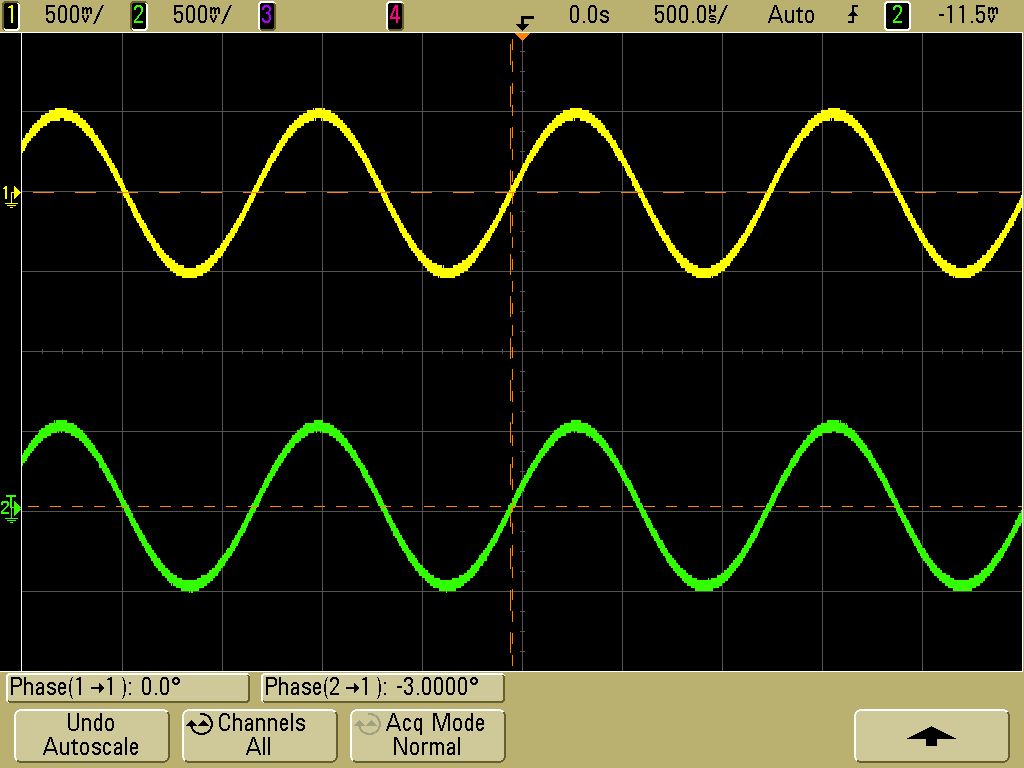 1 500mV/ 2 500mV/ 3 4 0.0s 500.0µs/ Auto 2 -11.5mV
1
2
Phase(1→1): 0.0° Phase(2→1): -3.0000°
Undo Autoscale
Channels All
Acq Mode Normal